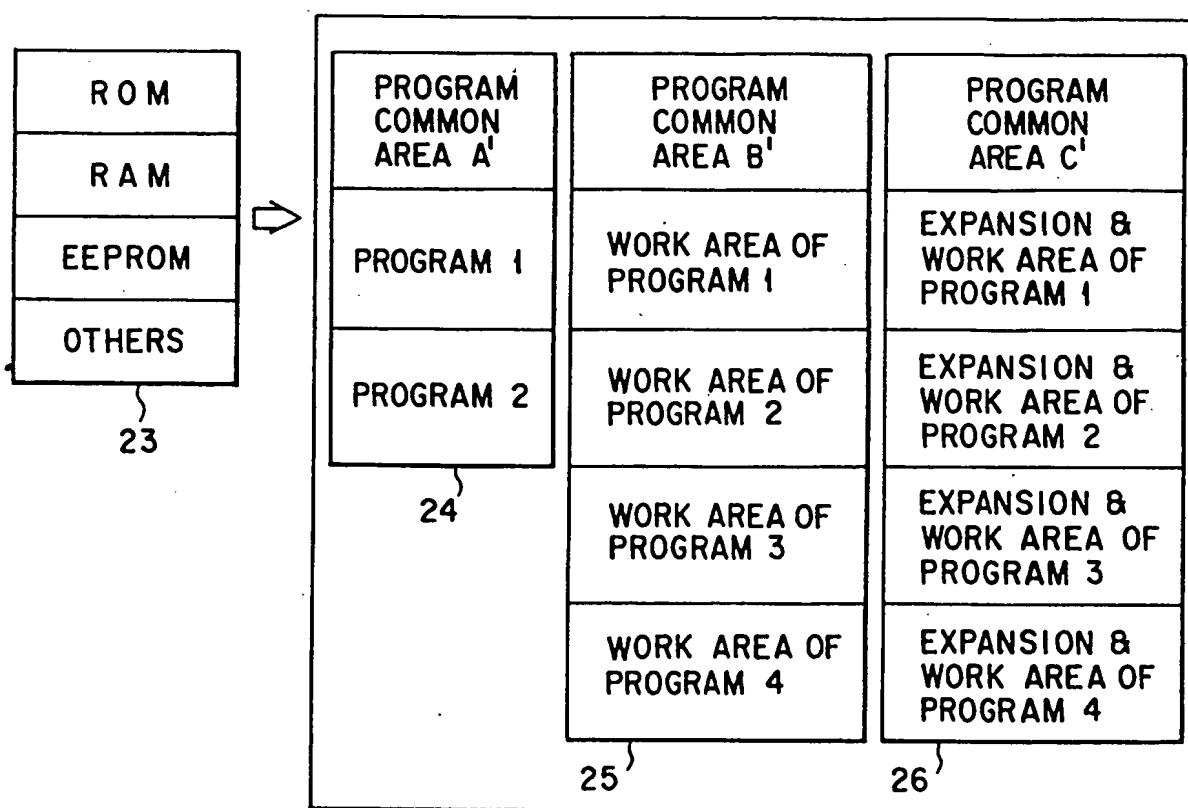 ROM
RAM
EEPROM
OTHERS
23
PROGRAM
COMMON
AREA A'
PROGRAM 1
PROGRAM 2
24
PROGRAM
COMMON
AREA B'
WORK AREA OF
PROGRAM 1
WORK AREA OF
PROGRAM 2
WORK AREA OF
PROGRAM 3
WORK AREA OF
PROGRAM 4
25
PROGRAM
COMMON
AREA C'
EXPANSION &
WORK AREA OF
PROGRAM 1
EXPANSION &
WORK AREA OF
PROGRAM 2
EXPANSION &
WORK AREA OF
PROGRAM 3
EXPANSION &
WORK AREA OF
PROGRAM 4
26